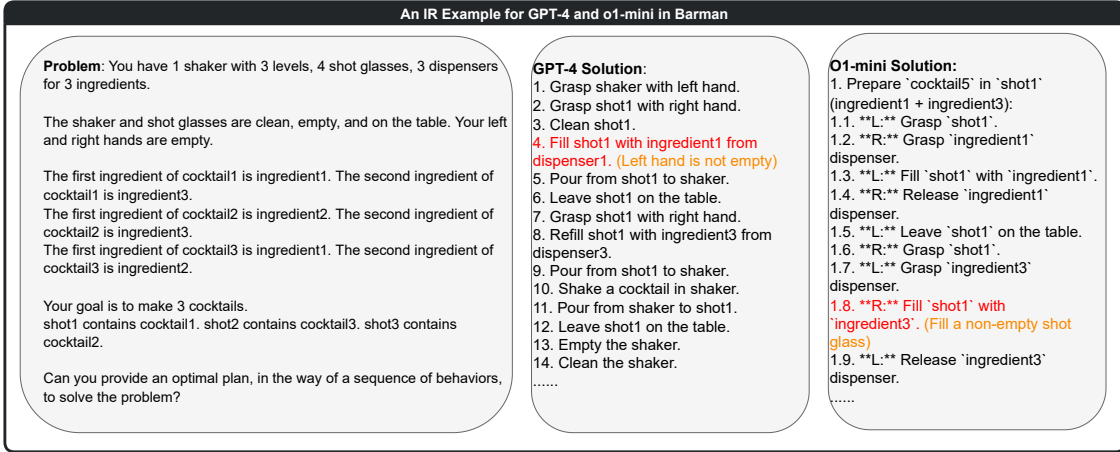 An IR Example for GPT-4 and o1-mini in Barman
Problem: You have 1 shaker with 3 levels, 4 shot glasses, 3 dispensers
for 3 ingredients.
The shaker and shot glasses are clean, empty, and on the table. Your left
and right hands are empty.
The first ingredient of cocktail1 is ingredient1. The second ingredient of
cocktail1 is ingredient3.
The first ingredient of cocktail2 is ingredient2. The second ingredient of
cocktail2 is ingredient3.
The first ingredient of cocktail3 is ingredient1. The second ingredient of
cocktail3 is ingredient2.
Your goal is to make 3 cocktails.
shot1 contains cocktail1. shot2 contains cocktail3. shot3 contains
cocktail2.
Can you provide an optimal plan, in the way of a sequence of behaviors,
to solve the problem?
GPT-4 Solution:
1. Grasp shaker with left hand.
2. Grasp shot1 with right hand.
3. Clean shot1.
4. Fill shot1 with ingredient1 from
dispenser1. (Left hand is not empty)
5. Pour from shot1 to shaker.
6. Leave shot1 on the table.
7. Grasp shot1 with right hand.
8. Refill shot1 with ingredient3 from
dispenser3.
9. Pour from shot1 to shaker.
10. Shake a cocktail in shaker.
11. Pour from shaker to shot1.
12. Leave shot1 on the table.
13. Empty the shaker.
14. Clean the shaker.
......
O1-mini Solution:
1. Prepare `cocktail5` in `shot1`
(ingredient1 + ingredient3):
1.1. **L:** Grasp `shot1`.
1.2. **R:** Grasp `ingredient1`
dispenser.
1.3. **L:** Fill `shot1` with `ingredient1`.
1.4. **R:** Release `ingredient1`
dispenser.
1.5. **L:** Leave `shot1` on the table.
1.6. **R:** Grasp `shot1`.
1.7. **L:** Grasp `ingredient3`
dispenser.
1.8. **R:** Fill `shot1` with
`ingredient3`. (Fill a non-empty shot
glass)
1.9. **L:** Release `ingredient3`
dispenser.
......